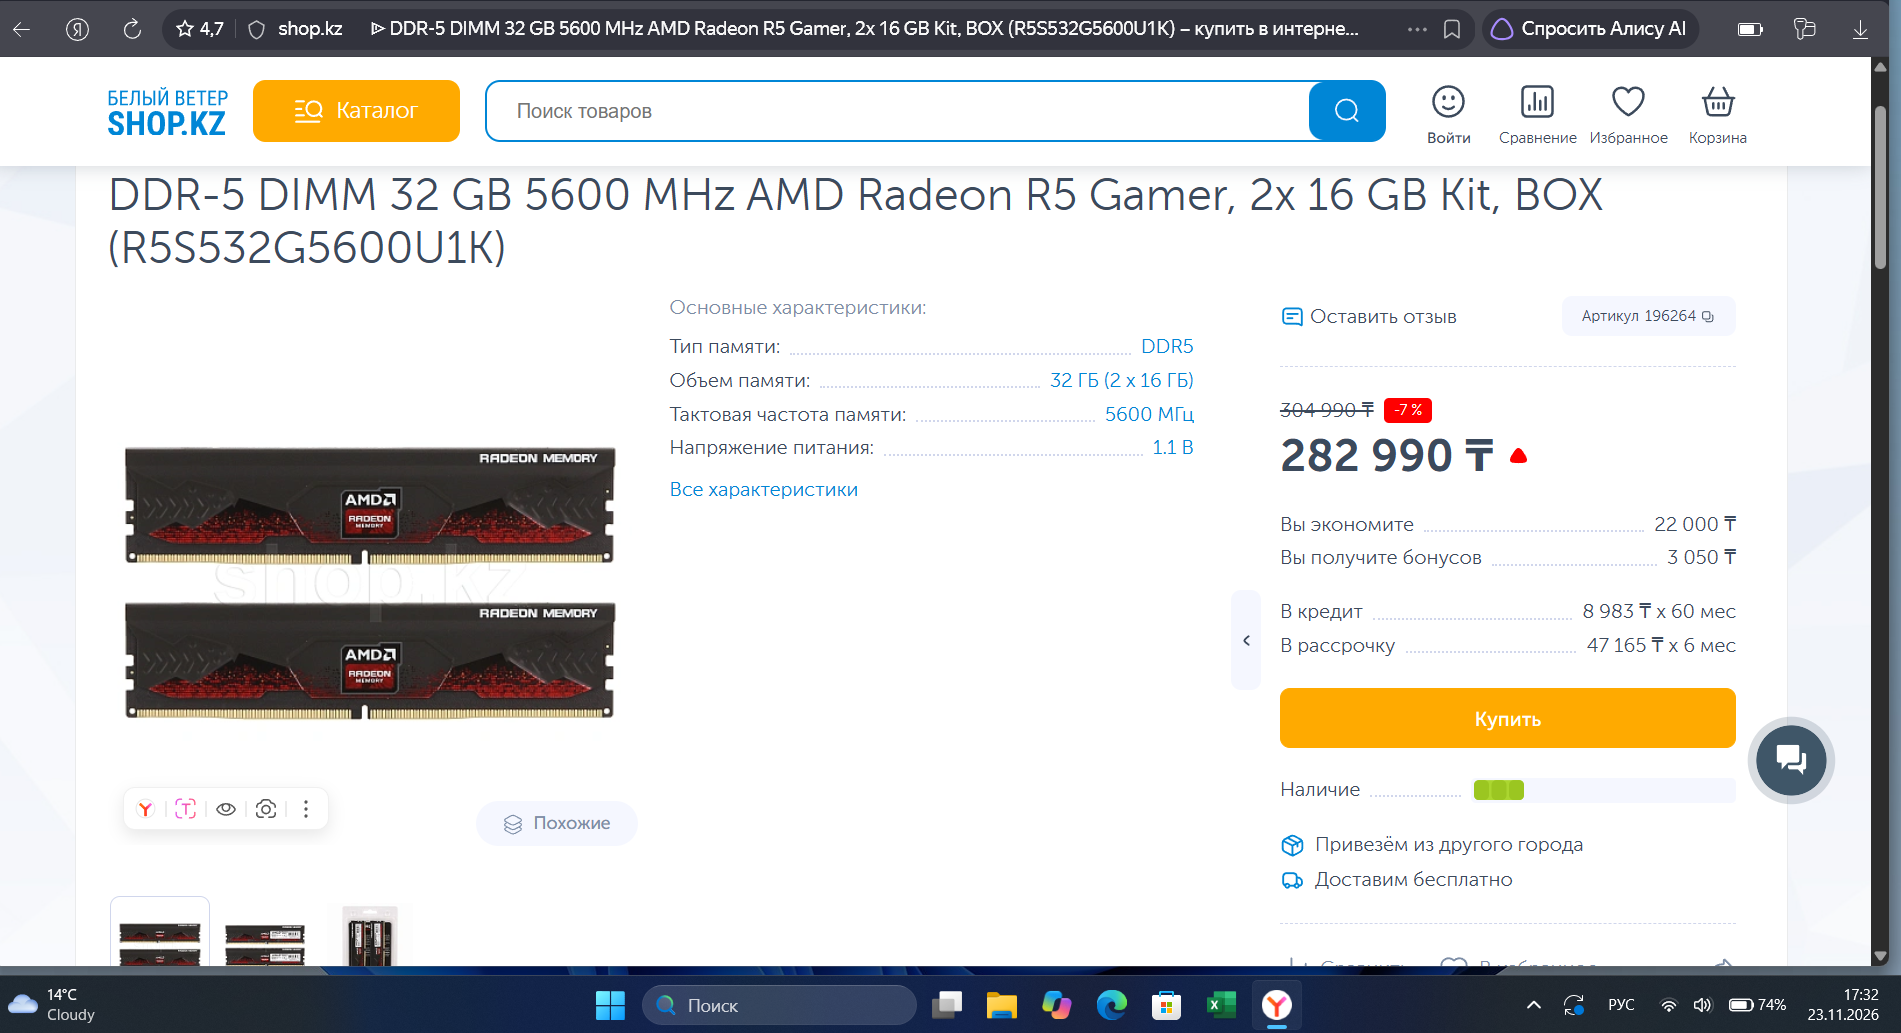 4,7
shop.kz
DDR-5 DIMM 32 GB 5600 MHz AMD Radeon R5 Gamer, 2x 16 GB Kit, BOX (R5S532G5600U1K) – купить в интерне...
Спросить Алису AI
БЕЛЫЙ ВЕТЕР
SHOP.KZ
Каталог
Поиск товаров
Войти
Сравнение
Избранное
Корзина
DDR-5 DIMM 32 GB 5600 MHz AMD Radeon R5 Gamer, 2x 16 GB Kit, BOX
(R5S532G5600U1K)
Основные характеристики:
Тип памяти: DDR5
Объем памяти: 32 ГБ (2 x 16 ГБ)
Тактовая частота памяти: 5600 МГц
Напряжение питания: 1.1 В
Все характеристики
RADEON MEMORY
AMD
RADEON
MEMORY
shop.kz
RADEON MEMORY
AMD
RADEON
MEMORY
Похожие
Оставить отзыв
Артикул 196264
304 990 ₸ -7 %
282 990 ₸
Вы экономите 22 000 ₸
Вы получите бонусов 3 050 ₸
В кредит 8 983 ₸ x 60 мес
В рассрочку 47 165 ₸ x 6 мес
Купить
Наличие
Привезём из другого города
Доставим бесплатно
14°C
Cloudy
Поиск
РУС
74%
17:32
23.11.2026